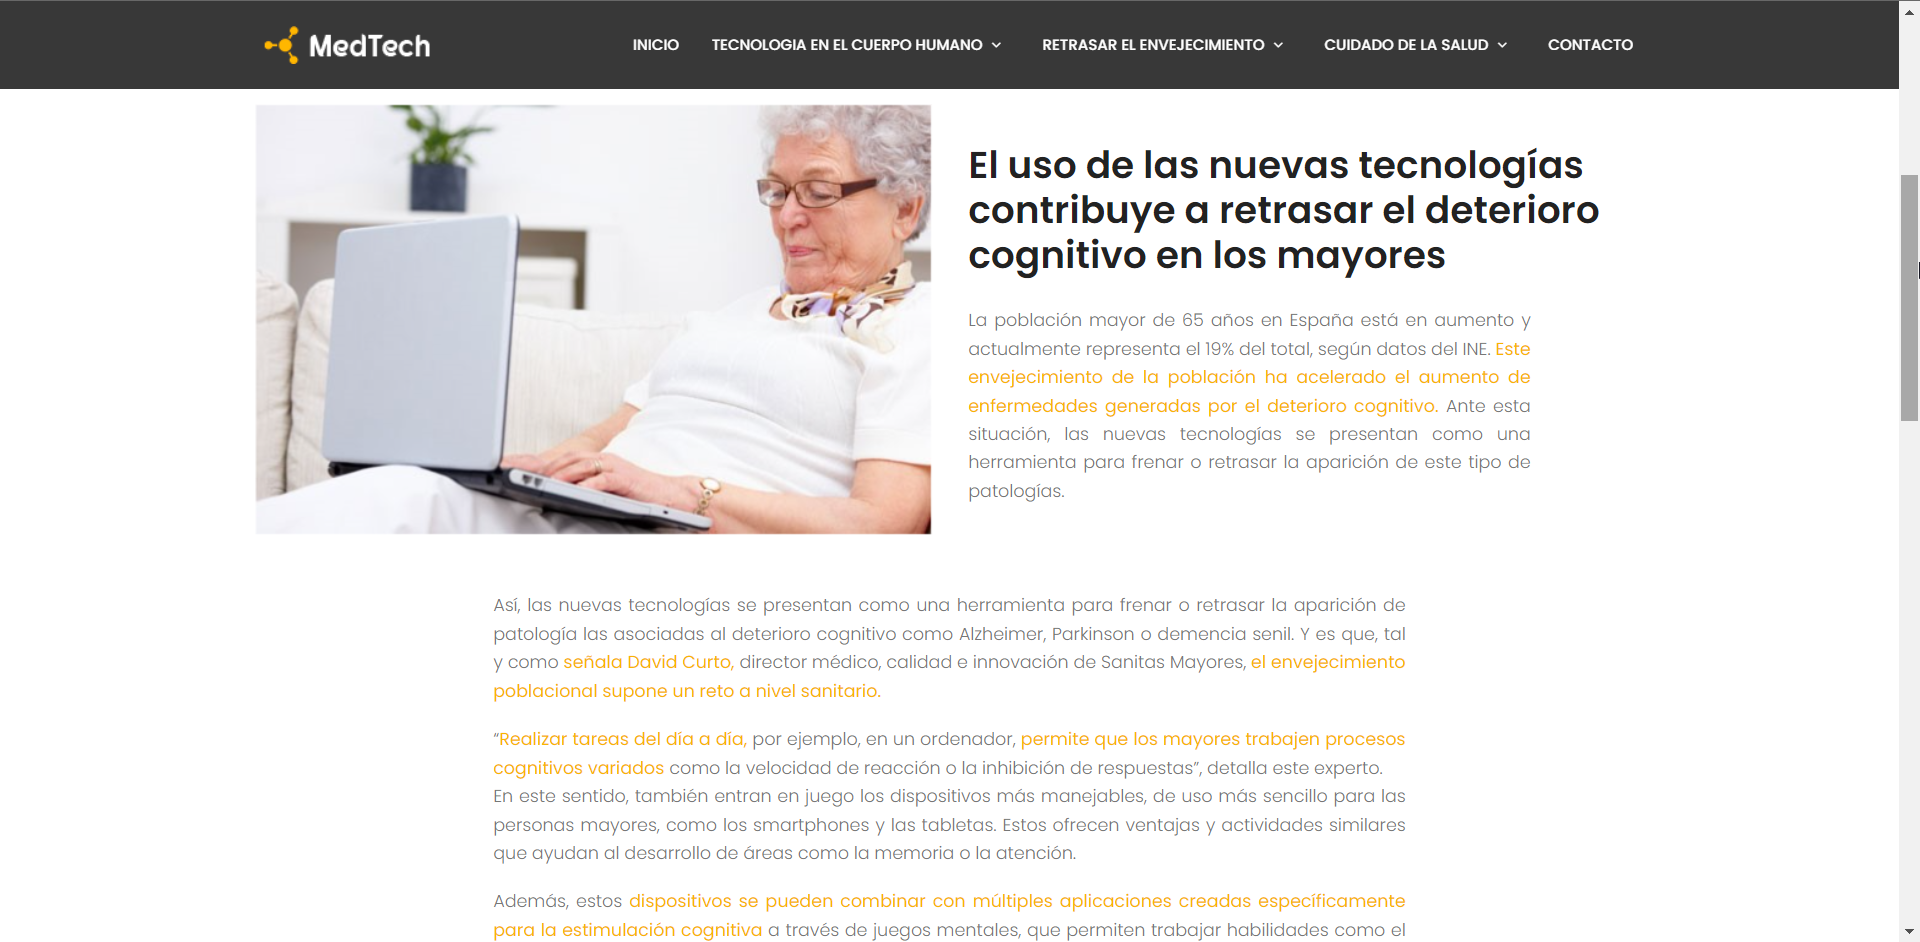 MedTech
INICIO
TECNOLOGIA EN EL CUERPO HUMANO
RETRASAR EL ENVEJECIMIENTO
CUIDADO DE LA SALUD
CONTACTO
El uso de las nuevas tecnologías
contribuye a retrasar el deterioro
cognitivo en los mayores
La población mayor de 65 años en España está en aumento y
actualmente representa el 19% del total, según datos del INE. Este
envejecimiento de la población ha acelerado el aumento de
enfermedades generadas por el deterioro cognitivo. Ante esta
situación, las nuevas tecnologías se presentan como una
herramienta para frenar o retrasar la aparición de este tipo de
patologías.
Así, las nuevas tecnologías se presentan como una herramienta para frenar o retrasar la aparición de
patología las asociadas al deterioro cognitivo como Alzheimer, Parkinson o demencia senil. Y es que, tal
y como señala David Curto, director médico, calidad e innovación de Sanitas Mayores, el envejecimiento
poblacional supone un reto a nivel sanitario.
“Realizar tareas del día a día, por ejemplo, en un ordenador, permite que los mayores trabajen procesos
cognitivos variados como la velocidad de reacción o la inhibición de respuestas”, detalla este experto.
En este sentido, también entran en juego los dispositivos más manejables, de uso más sencillo para las
personas mayores, como los smartphones y las tabletas. Estos ofrecen ventajas y actividades similares
que ayudan al desarrollo de áreas como la memoria o la atención.
Además, estos dispositivos se pueden combinar con múltiples aplicaciones creadas específicamente
para la estimulación cognitiva a través de juegos mentales, que permiten trabajar habilidades como el